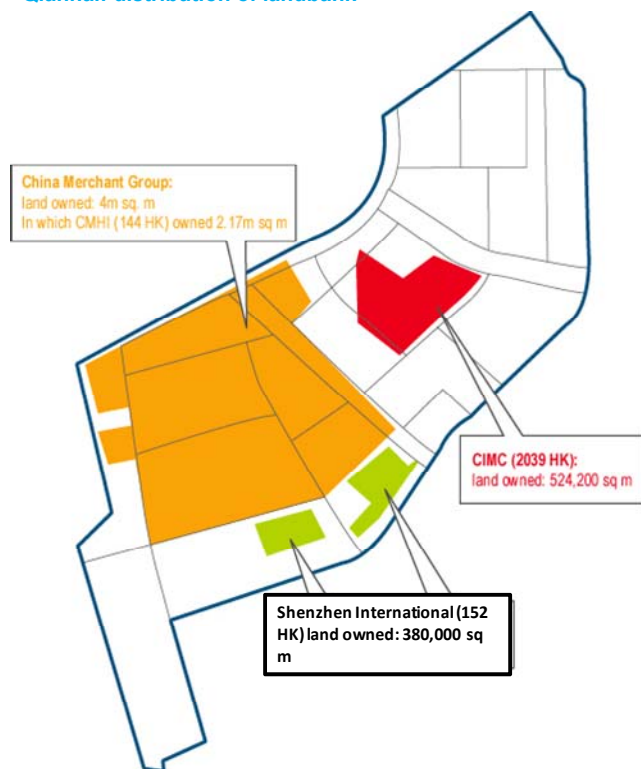 China Merchant Group:
land owned: 4m sq. m
In which CMHI (144 HK) owned 2.17m sq m
CIMC (2039 HK):
land owned: 524,200 sq m
Shenzhen International (152
HK) land owned: 380,000 sq
m